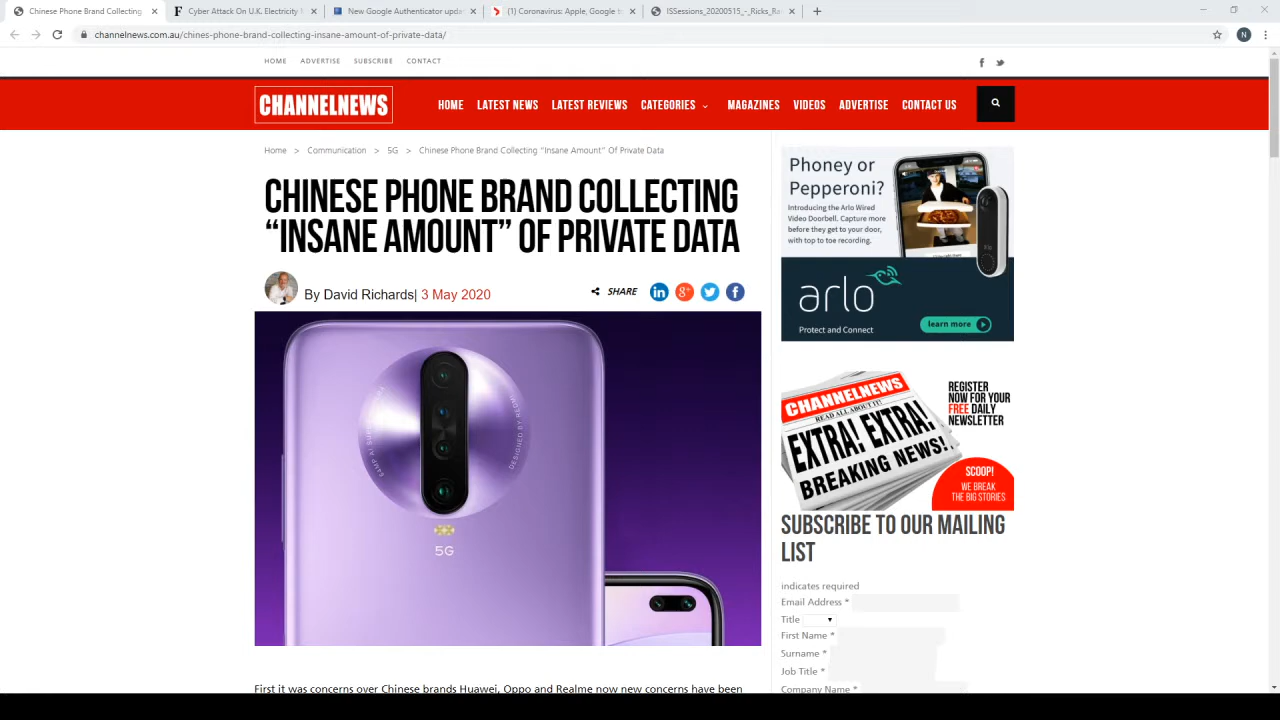 Chinese Phone Brand Collecting
Cyber Attack On U.K. Electricity
New Google Authenticator upda
(1) Coronavirus: Apple, Google t
ISSessions_20200515_-_Ricks_Ra
channelnews.com.au/chines-phone-brand-collecting-insane-amount-of-private-data/
N
HOME ADVERTISE SUBSCRIBE CONTACT
CHANNELNEWS
HOME LATEST NEWS LATEST REVIEWS CATEGORIES MAGAZINES VIDEOS ADVERTISE CONTACT US
Home > Communication > 5G > Chinese Phone Brand Collecting “Insane Amount” Of Private Data
CHINESE PHONE BRAND COLLECTING
“INSANE AMOUNT” OF PRIVATE DATA
By David Richards| 3 May 2020
SHARE
DESIGNED BY REDMI
5G
Phoney or
Pepperoni?
Introducing the Arlo Wired
Video Doorbell. Capture more
before they get to your door,
with top to toe recording.
arlo
Protect and Connect
learn more
CHANNELNEWS
READ ALL ABOUT IT!
EXTRA! EXTRA!
BREAKING NEWS!
REGISTER
NOW FOR YOUR
FREE DAILY
NEWSLETTER
SCOOP!
WE BREAK
THE BIG STORIES
SUBSCRIBE TO OUR MAILING
LIST
indicates required
Email Address *
Title
First Name *
Surname *
Job Title *
Company Name *
First it was concerns over Chinese brands Huawei, Oppo and Realme now new concerns have been